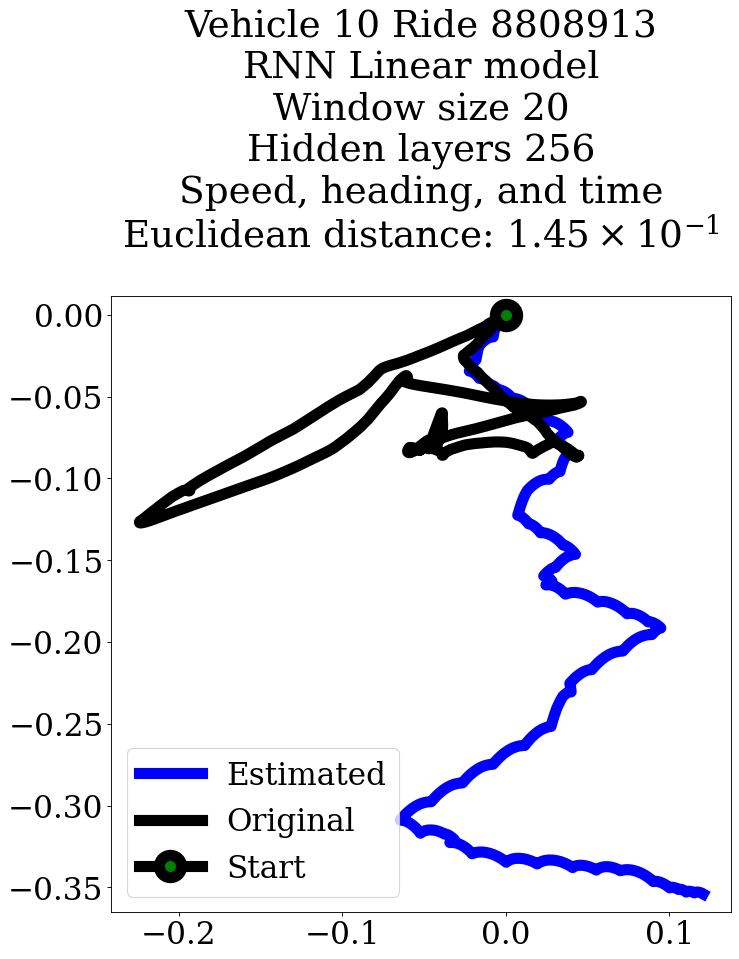 Vehicle 10 Ride 8808913
RNN Linear model
Window size 20
Hidden layers 256
Speed, heading, and time
Euclidean distance: 1.45 × 10⁻¹
0.00
−0.05
−0.10
−0.15
−0.20
−0.25
−0.30
−0.35
Estimated
Original
Start
−0.2 −0.1 0.0 0.1